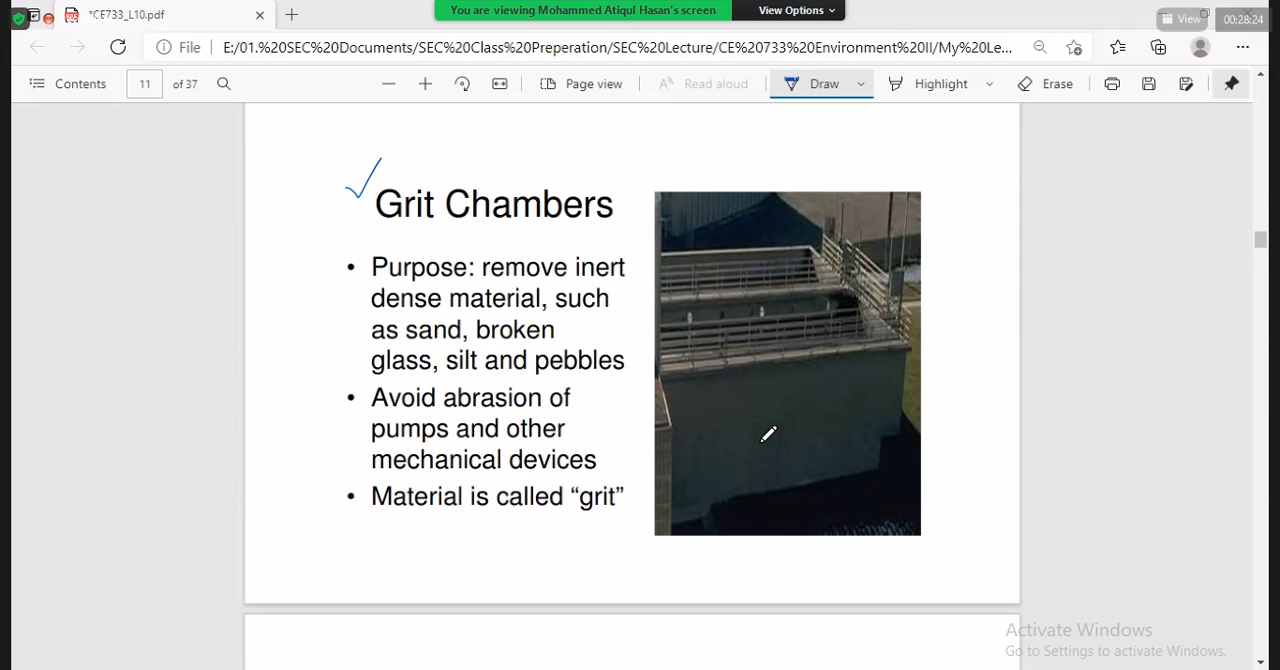 *CE733_L10.pdf
You are viewing Mohammed Atiqul Hasan's screen
View Options
View
00:28:24
File
E:/01.%20SEC%20Documents/SEC%20Class%20Preperation/SEC%20Lecture/CE%20733%20Environment%20II/My%20Le...
Contents
11
of 37
Page view
Read aloud
Draw
Highlight
Erase
Grit Chambers
• Purpose: remove inert
dense material, such
as sand, broken
glass, silt and pebbles
• Avoid abrasion of
pumps and other
mechanical devices
• Material is called “grit”
Activate Windows
Go to Settings to activate Windows.